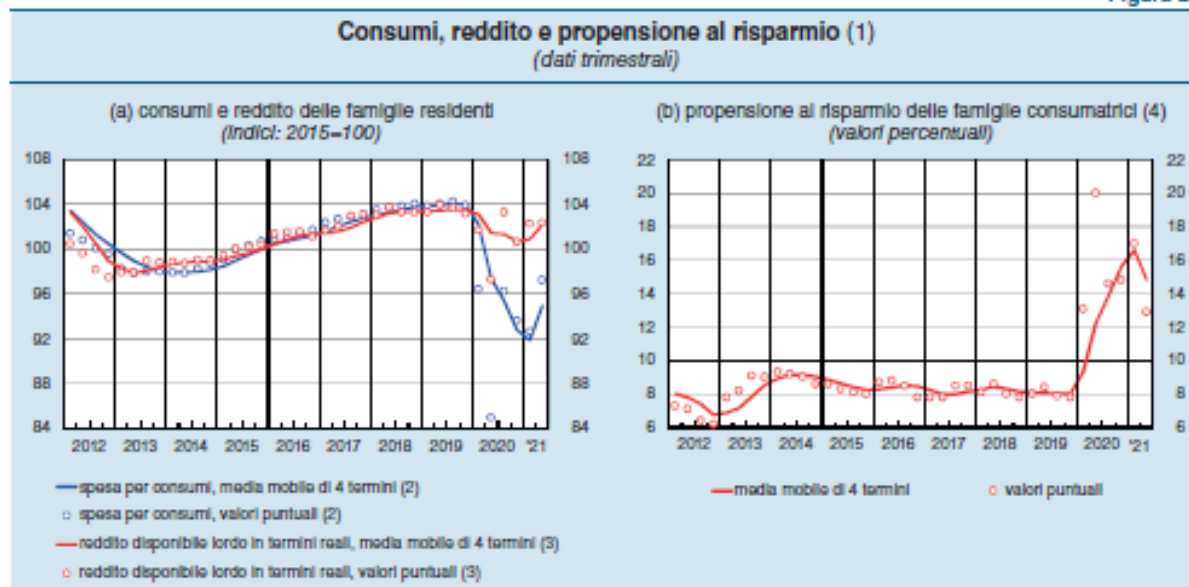 Consumi, reddito e propensione al risparmio (1)
(dati trimestrali)
(a) consumi e reddito delle famiglie residenti
(indici: 2015=100)
108 108
104 104
100 100
96 96
92 92
88 88
84 84
2012 2013 2014 2015 2016 2017 2018 2019 2020 '21
spesa per consumi, media mobile di 4 termini (2)
spesa per consumi, valori puntuali (2)
reddito disponibile lordo in termini reali, media mobile di 4 termini (3)
reddito disponibile lordo in termini reali, valori puntuali (3)
(b) propensione al risparmio delle famiglie consumatrici (4)
(valori percentuali)
22 22
20 20
18 18
16 16
14 14
12 12
10 10
8 8
6 6
2012 2013 2014 2015 2016 2017 2018 2019 2020 '21
media mobile di 4 termini
valori puntuali